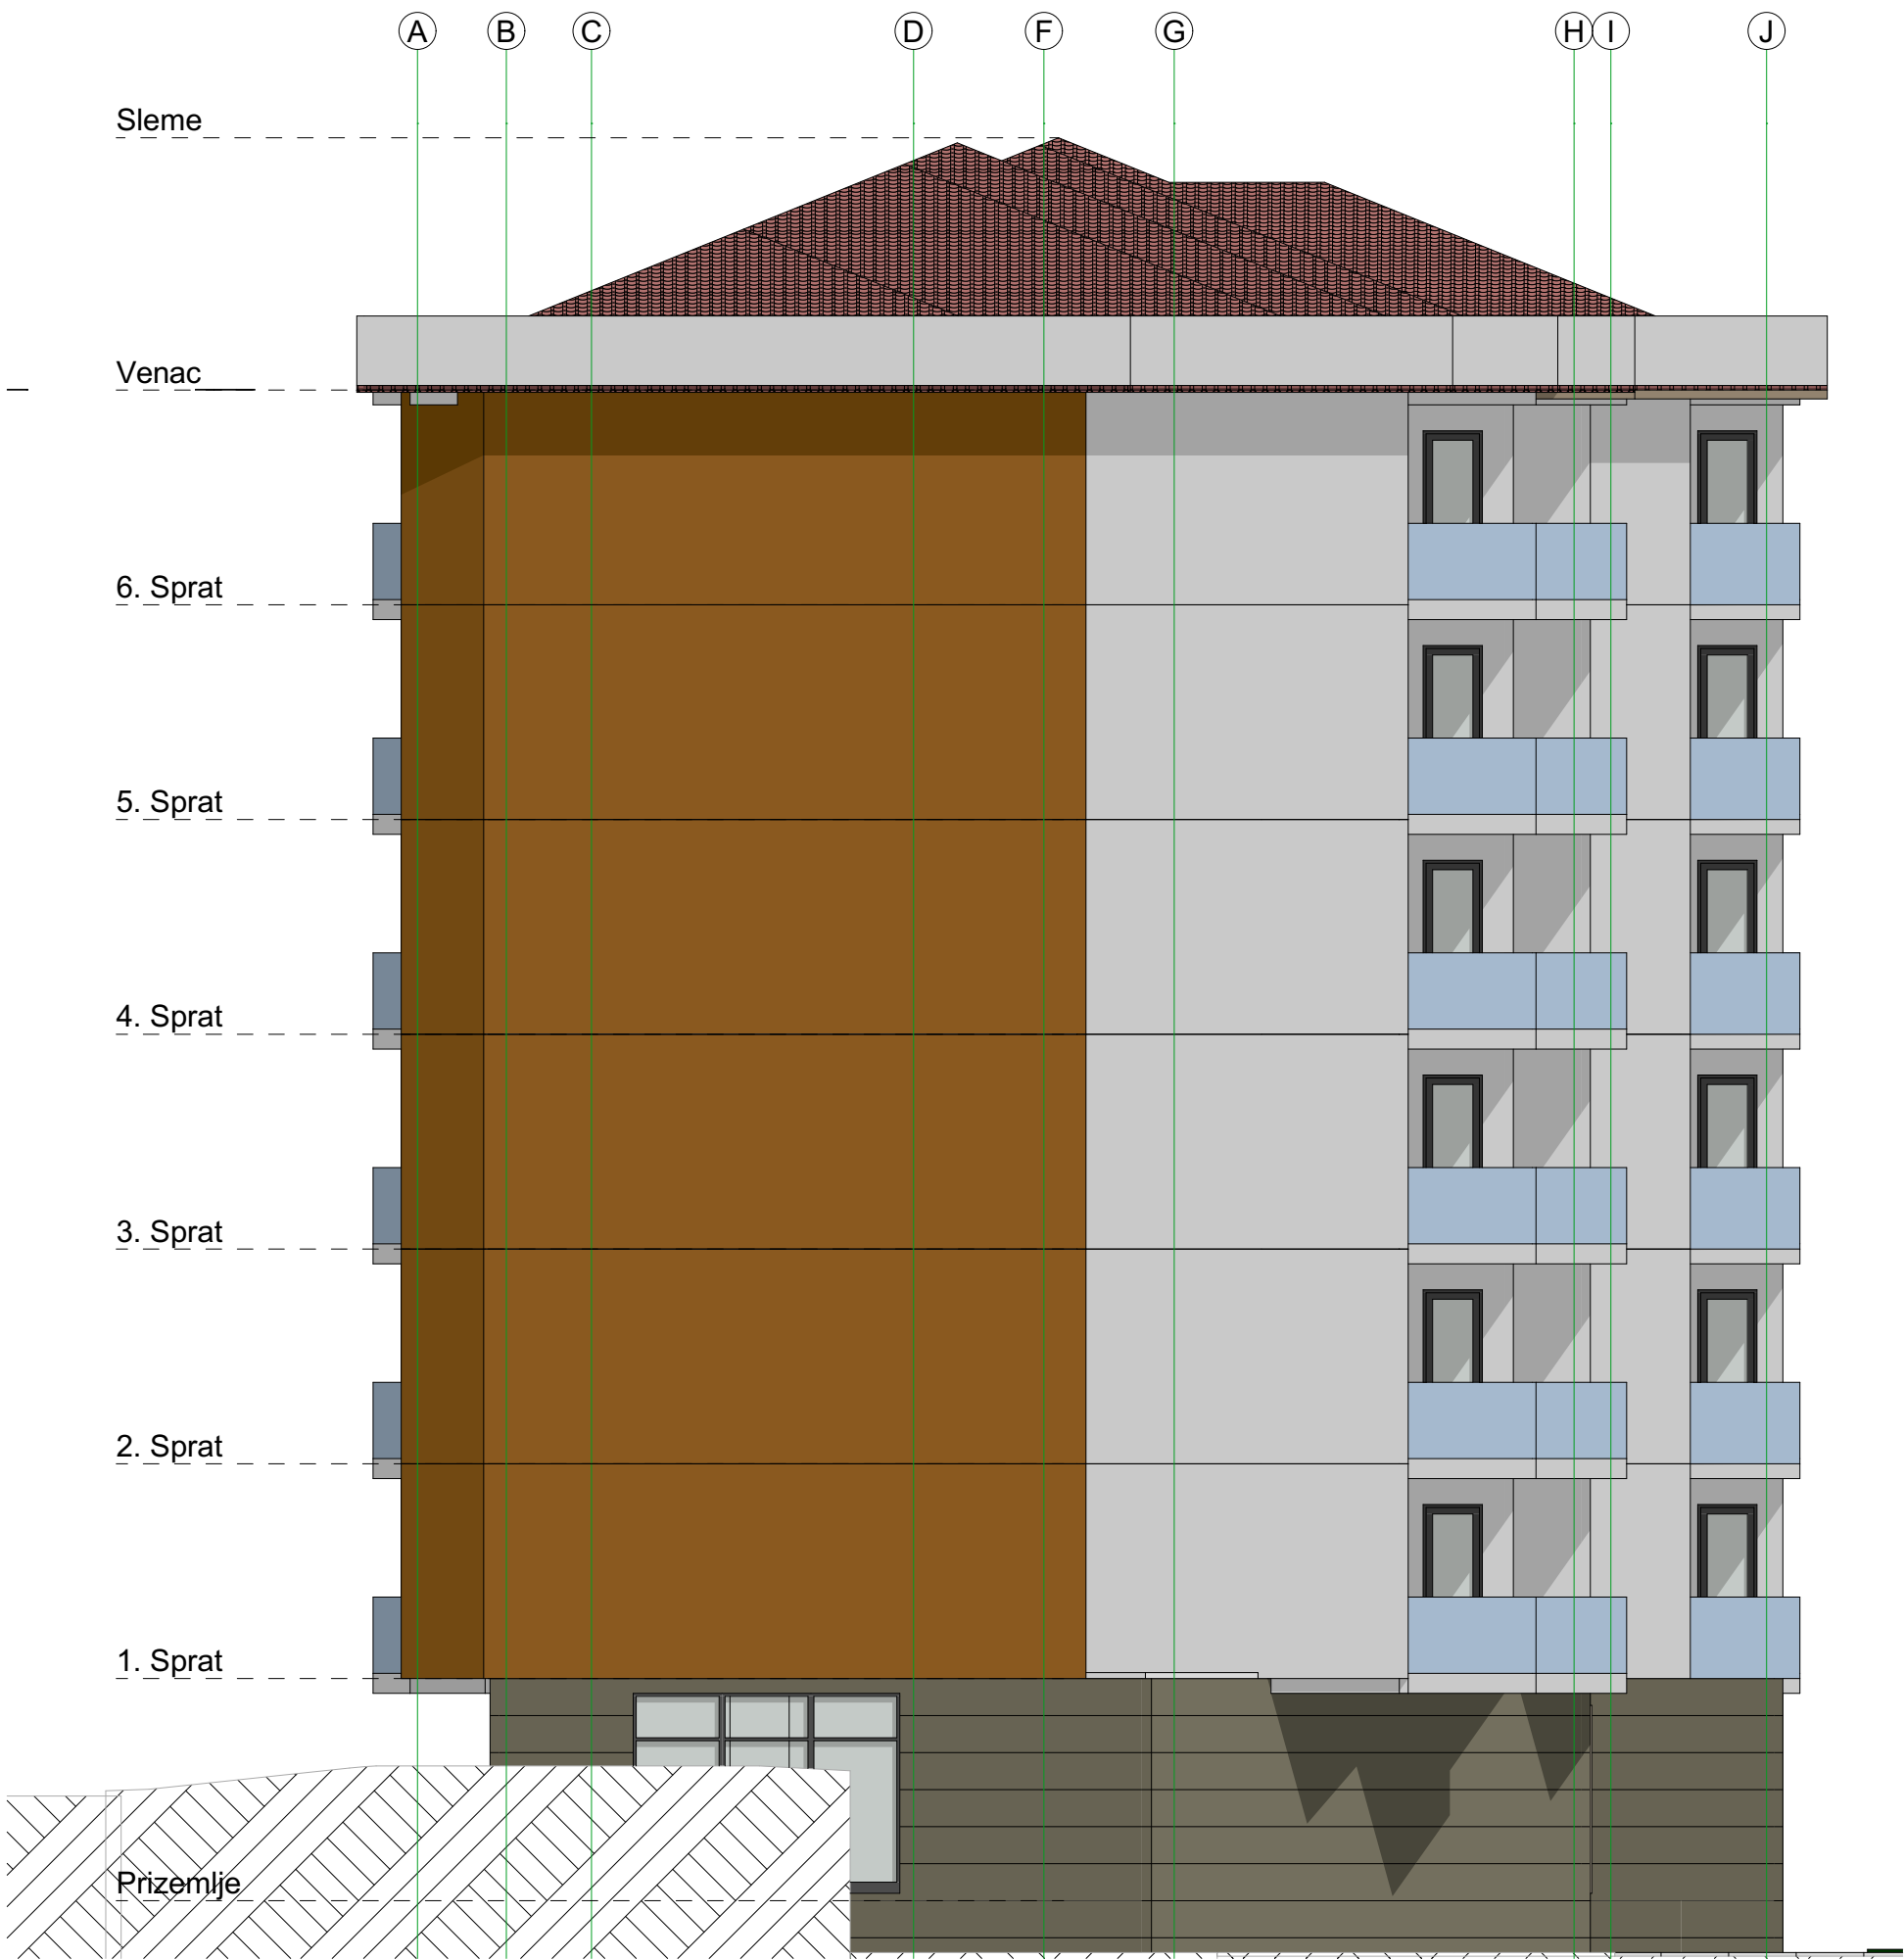 A B C D F G H I J
Sleme
Venac
6. Sprat
5. Sprat
4. Sprat
3. Sprat
2. Sprat
1. Sprat
Prizemlje